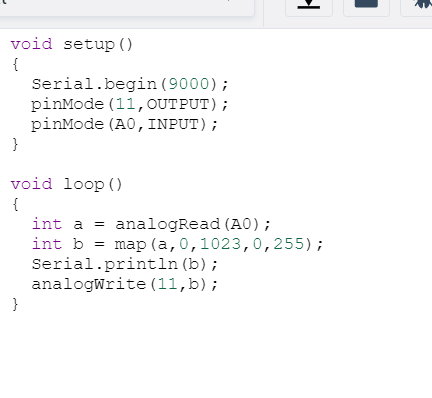 void setup()
{
  Serial.begin(9000);
  pinMode(11,OUTPUT);
  pinMode(A0,INPUT);
}

void loop()
{
  int a = analogRead(A0);
  int b = map(a,0,1023,0,255);
  Serial.println(b);
  analogWrite(11,b);
}